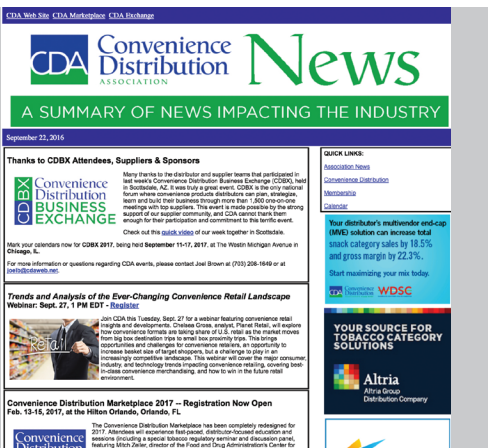 CDA Web Site CDA Marketplace CDA Exchange
CDA Convenience Distribution ASSOCIATION News
A SUMMARY OF NEWS IMPACTING THE INDUSTRY
September 22, 2016
Thanks to CDBX Attendees, Suppliers & Sponsors
CDBX Convenience
Distribution
BUSINESS
EXCHANGE
Many thanks to the distributor and supplier teams that participated in
last week's Convenience Distribution Business Exchange (CDBX), held
in Scottsdale, AZ. It was truly a great event. CDBX is the only national
forum where convenience products distributors can plan, strategize,
learn and build their business through more than 1,500 one-on-one
meetings with top suppliers. This event is made possible by the strong
support of our supplier community, and CDA cannot thank them
enough for their participation and commitment to this terrific event.
Check out this quick video of our week together in Scottsdale.
Mark your calendars now for CDBX 2017, being held September 11-17, 2017, at The Westin Michigan Avenue in
Chicago, IL.
For more information or questions regarding CDA events, please contact Joel Brown at (703) 208-1649 or at
joelb@cdaweb.net.
Trends and Analysis of the Ever-Changing Convenience Retail Landscape
Webinar: Sept. 27, 1 PM EDT - Register
Retail
Join CDA this Tuesday, Sept. 27 for a webinar featuring convenience retail
insights and developments. Chelsea Gross, analyst, Planet Retail, will explore
how convenience formats are taking share of U.S. retail as the market moves
from big box destination trips to small box proximity trips. This brings
opportunities and challenges for convenience retailers, an opportunity to
increase basket size of target shoppers, but a challenge to play in an
increasingly competitive landscape. This webinar will cover the major consumer,
industry, and technology trends impacting convenience retailing, covering best-
in-class convenience merchandising, and how to win in the future retail
environment.
Convenience Distribution Marketplace 2017 -- Registration Now Open
Feb. 13-15, 2017, at the Hilton Orlando, Orlando, FL
Convenience
The Convenience Distribution Marketplace has been completely redesigned for
2017. Attendees will experience fast-paced, distributor-focused education and
sessions (including a special tobacco regulatory seminar and discussion panel,
featuring Mitch Zeller, director of the Food and Drug Administration's Center for
QUICK LINKS:
Association News
Convenience Distribution
Membership
Calendar
Your distributor's multivendor end-cap
(MVE) solution can increase total
snack category sales by 18.5%
and gross margin by 22.3%.
Start maximizing your mix today.
Convenience Distribution WDSC
YOUR SOURCE FOR
TOBACCO CATEGORY
SOLUTIONS
Altria
Altria Group
Distribution Company